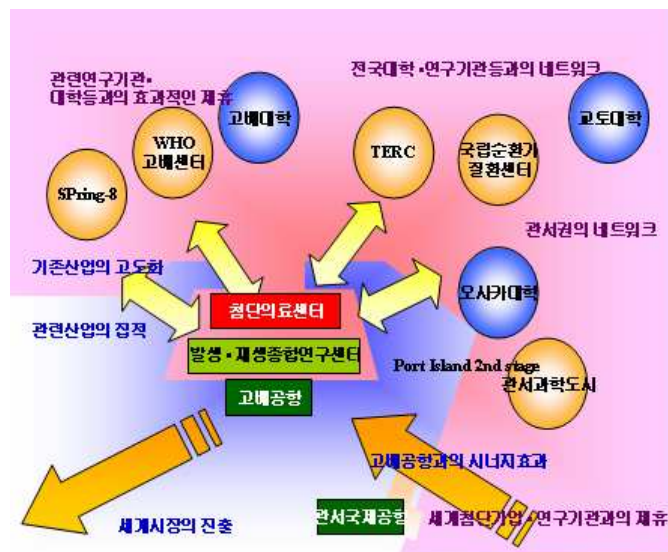 전국대학·연구기관등과의 네트워크
관련연구기관·
대학등과의 효과적인 제휴
고베대학
교토대학
WHO
고베센터
TERC
국립순환기
질환센터
SPring-8
관서권의 네트워크
기존산업의 고도화
오사카대학
첨단의료센터
관련산업의 집적
발생·재생종합연구센터
Port Island 2nd stage
관서과학도시
고베공항
고베공항과의 시너지효과
관서국제공항
세계첨단기업·연구기관과의 제휴
세계시장의 진출